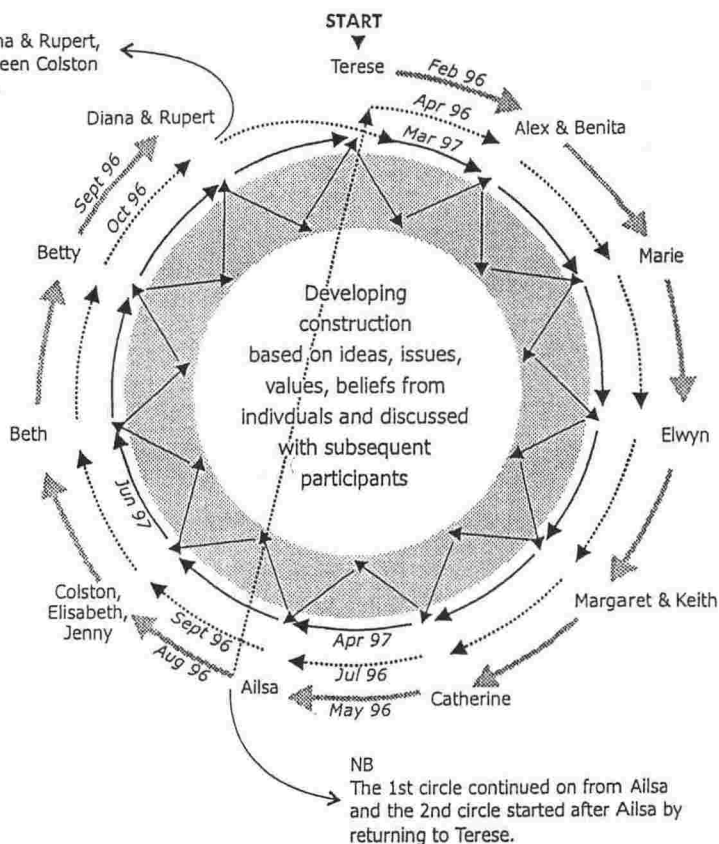 START
Terese
na & Rupert,
een Colston
Feb 96
Apr 96
Mar 97
Diana & Rupert
Alex & Benita
Sept 96
Oct 96
Betty
Marie
Developing
construction
based on ideas, issues,
values, beliefs from
indivduals and discussed
with subsequent
participants
Beth
Elwyn
Jun 97
Colston,
Elisabeth,
Jenny
Margaret & Keith
Sept 96
Aug 96
Apr 97
Jul 96
May 96
Ailsa
Catherine
NB
The 1st circle continued on from Ailsa
and the 2nd circle started after Ailsa by
returning to Terese.